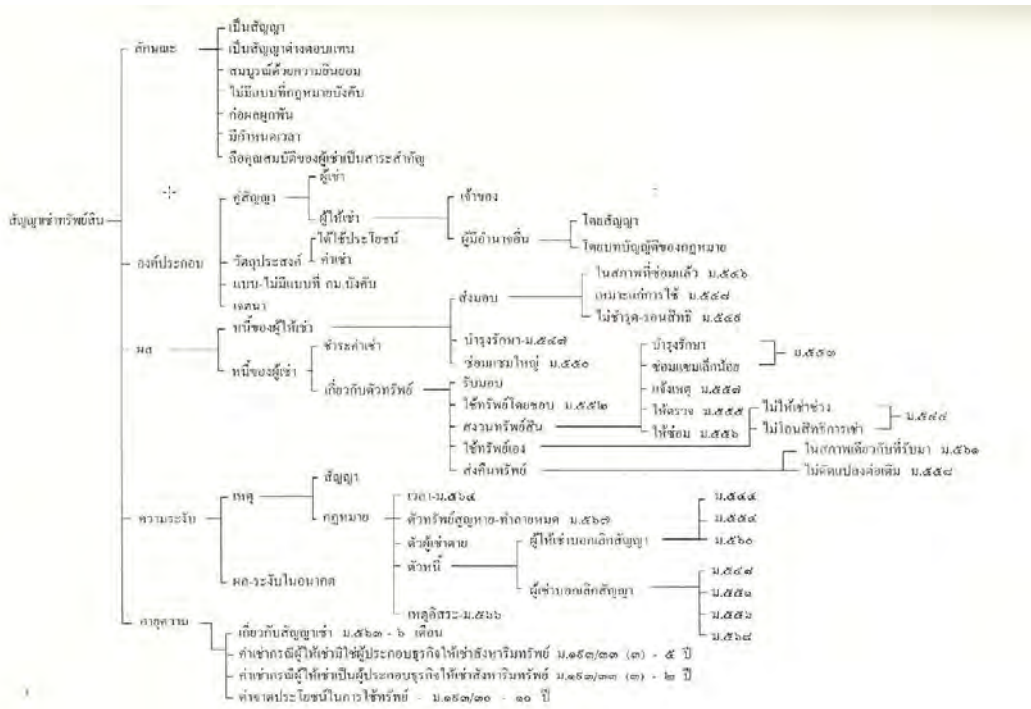 สัญญาเช่าทรัพย์สิน
ลักษณะ
เป็นสัญญา
เป็นสัญญาต่างตอบแทน
สมบูรณ์ด้วยความยินยอม
ไม่มีแบบที่กฎหมายบังคับ
ก่อผลผูกพัน
มีกำหนดเวลา
ถือคุณสมบัติของผู้เช่าเป็นสาระสำคัญ
องค์ประกอบ
คู่สัญญา
ผู้เช่า
ผู้ให้เช่า
เจ้าของ
ผู้มีอำนาจอื่น
โดยสัญญา
โดยบทบัญญัติของกฎหมาย
วัตถุประสงค์
ได้ใช้ประโยชน์
ค่าเช่า
แบบ-ไม่มีแบบที่ กม.บังคับ
เจตนา
ผล
หนี้ของผู้ให้เช่า
ส่งมอบ
ในสภาพที่ซ่อมแล้ว ม.๕๔๖
เหมาะแก่การใช้ ม.๕๔๘
ไม่ชำรุด-รอนสิทธิ ม.๕๔๙
บำรุงรักษา-ม.๕๔๗
ซ่อมแซมใหญ่ ม.๕๕๐
หนี้ของผู้เช่า
ชำระค่าเช่า
เกี่ยวกับตัวทรัพย์
รับมอบ
ใช้ทรัพย์โดยชอบ ม.๕๕๒
สงวนทรัพย์สิน
บำรุงรักษา
ซ่อมแซมเล็กน้อย
ม.๕๕๓
แจ้งเหตุ ม.๕๕๗
ให้ตรวจ ม.๕๕๕
ให้ซ่อม ม.๕๕๖
ใช้ทรัพย์เอง
ไม่ให้เช่าช่วง
ไม่โอนสิทธิการเช่า
ม.๕๔๔
ส่งคืนทรัพย์
ในสภาพเดียวกับที่รับมา ม.๕๖๑
ไม่ดัดแปลงต่อเติม ม.๕๕๘
ความระงับ
เหตุ
สัญญา
กฎหมาย
เวลา-ม.๕๖๔
ตัวทรัพย์สูญหาย-ทำลายหมด ม.๕๖๗
ตัวผู้เช่าตาย
ตัวหนี้
ผู้ให้เช่าบอกเลิกสัญญา
ม.๕๔๔
ม.๕๕๔
ม.๕๖๐
ผู้เช่าบอกเลิกสัญญา
ม.๕๔๘
ม.๕๕๑
ม.๕๕๖
ม.๕๖๘
เหตุอิสระ-ม.๕๖๖
ผล-ระงับในอนาคต
อายุความ
เกี่ยวกับสัญญาเช่า ม.๕๖๓ - ๖ เดือน
ค่าเช่ากรณีผู้ให้เช่ามิใช่ผู้ประกอบธุรกิจให้เช่าสังหาริมทรัพย์ ม.๑๙๓/๓๓ (๓) - ๕ ปี
ค่าเช่ากรณีผู้ให้เช่าเป็นผู้ประกอบธุรกิจให้เช่าสังหาริมทรัพย์ ม.๑๙๓/๓๓ (๓) - ๒ ปี
ค่าขาดประโยชน์ในการใช้ทรัพย์ - ม.๑๙๓/๓๐ - ๑๐ ปี